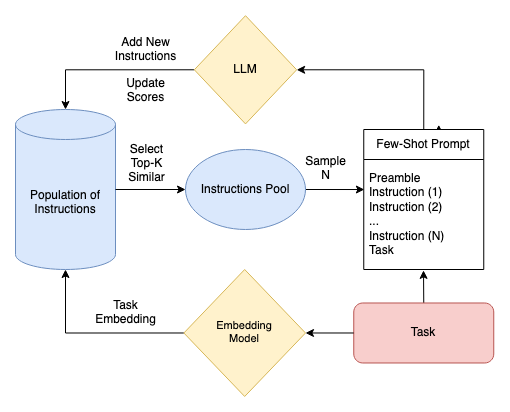 Add New
Instructions
Update
Scores
LLM
Population of
Instructions
Select
Top-K
Similar
Instructions Pool
Sample
N
Few-Shot Prompt
Preamble
Instruction (1)
Instruction (2)
...
Instruction (N)
Task
Task
Embedding
Embedding
Model
Task